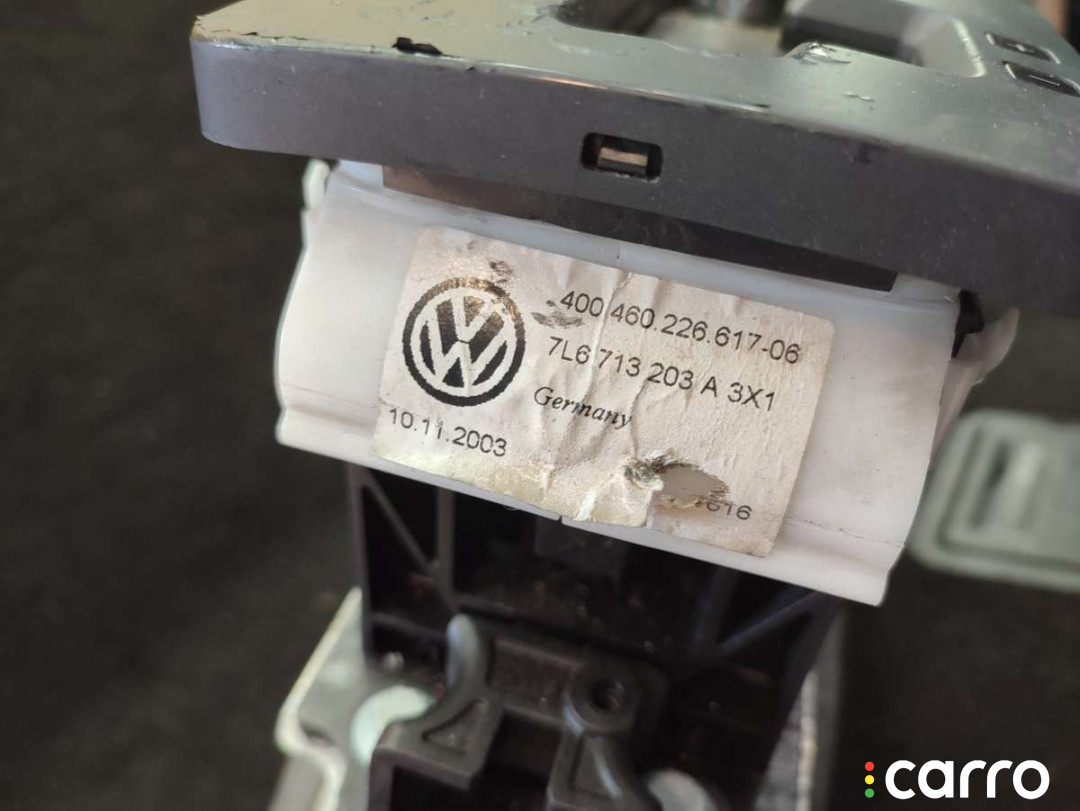 400 460.226.617-06
7L6 713 203 A 3X1
Germany
10.11.2003
carro